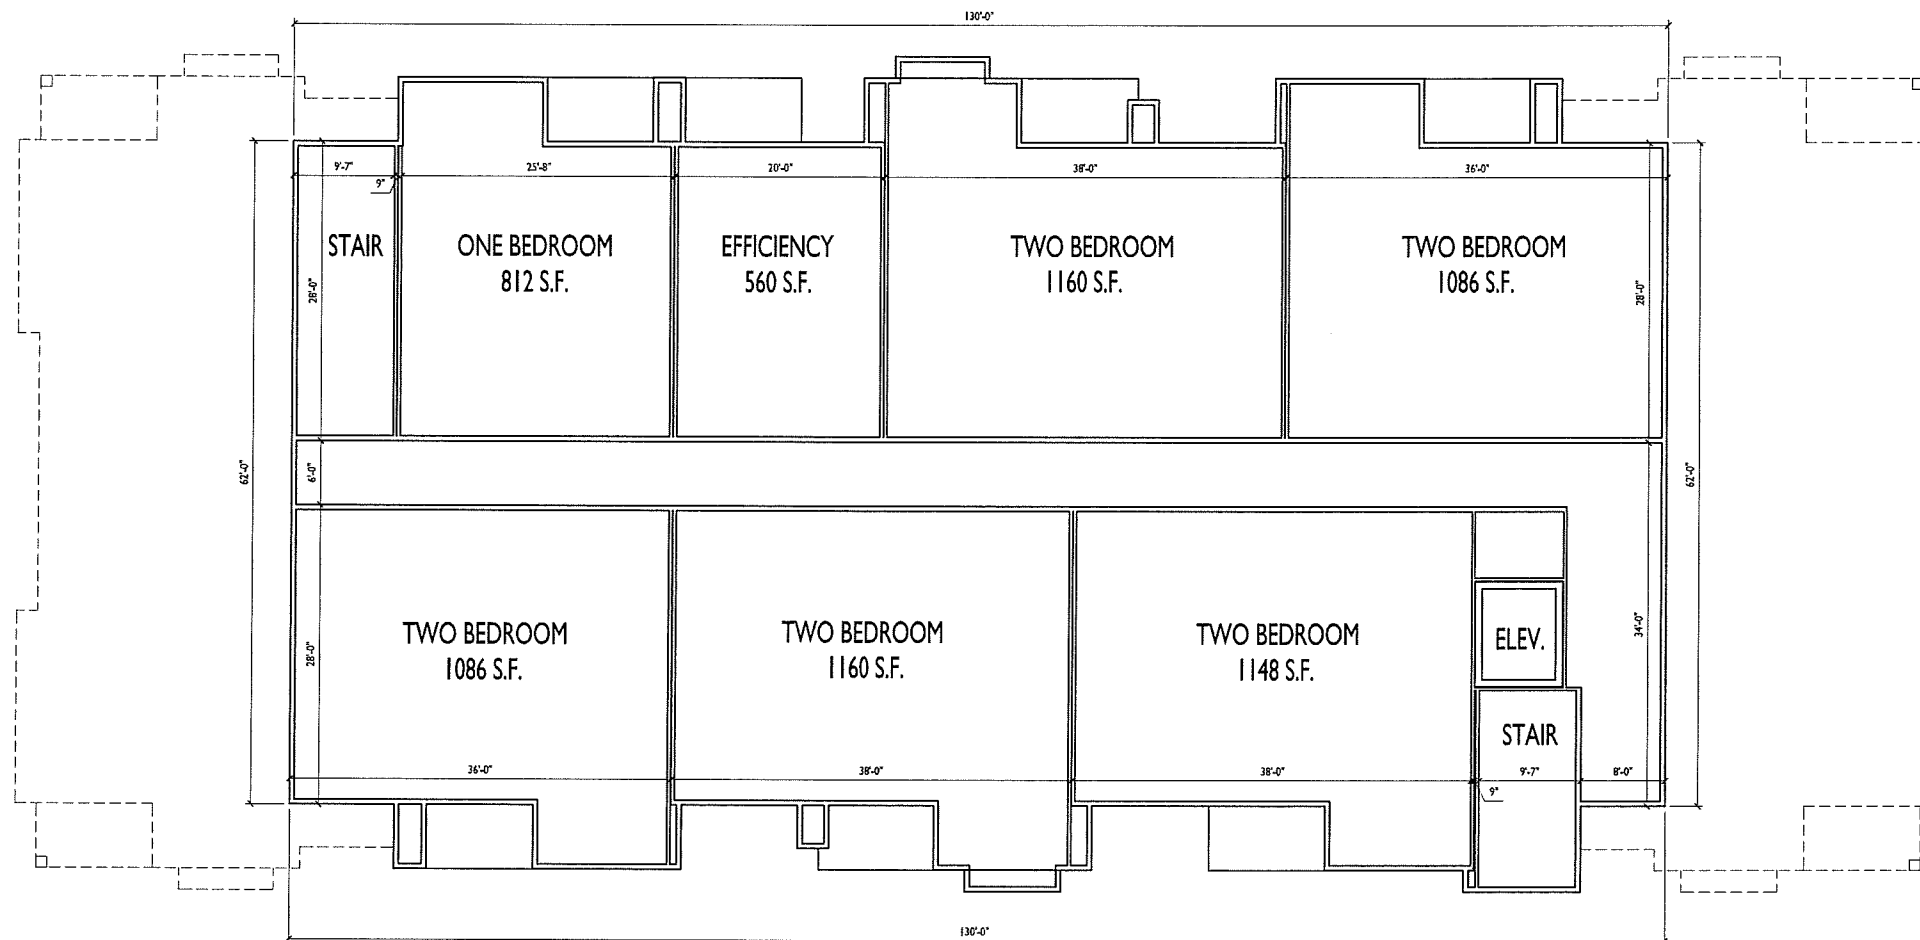 130'-0"
9'-7"
9"
25'-8"
20'-0"
38'-0"
36'-0"
STAIR
ONE BEDROOM
812 S.F.
EFFICIENCY
560 S.F.
TWO BEDROOM
1160 S.F.
TWO BEDROOM
1086 S.F.
28'-0"
28'-0"
62'-0"
6'-0"
62'-0"
TWO BEDROOM
1086 S.F.
TWO BEDROOM
1160 S.F.
TWO BEDROOM
1148 S.F.
ELEV.
28'-0"
34'-0"
STAIR
36'-0"
38'-0"
38'-0"
9'-7"
8'-0"
9"
130'-0"